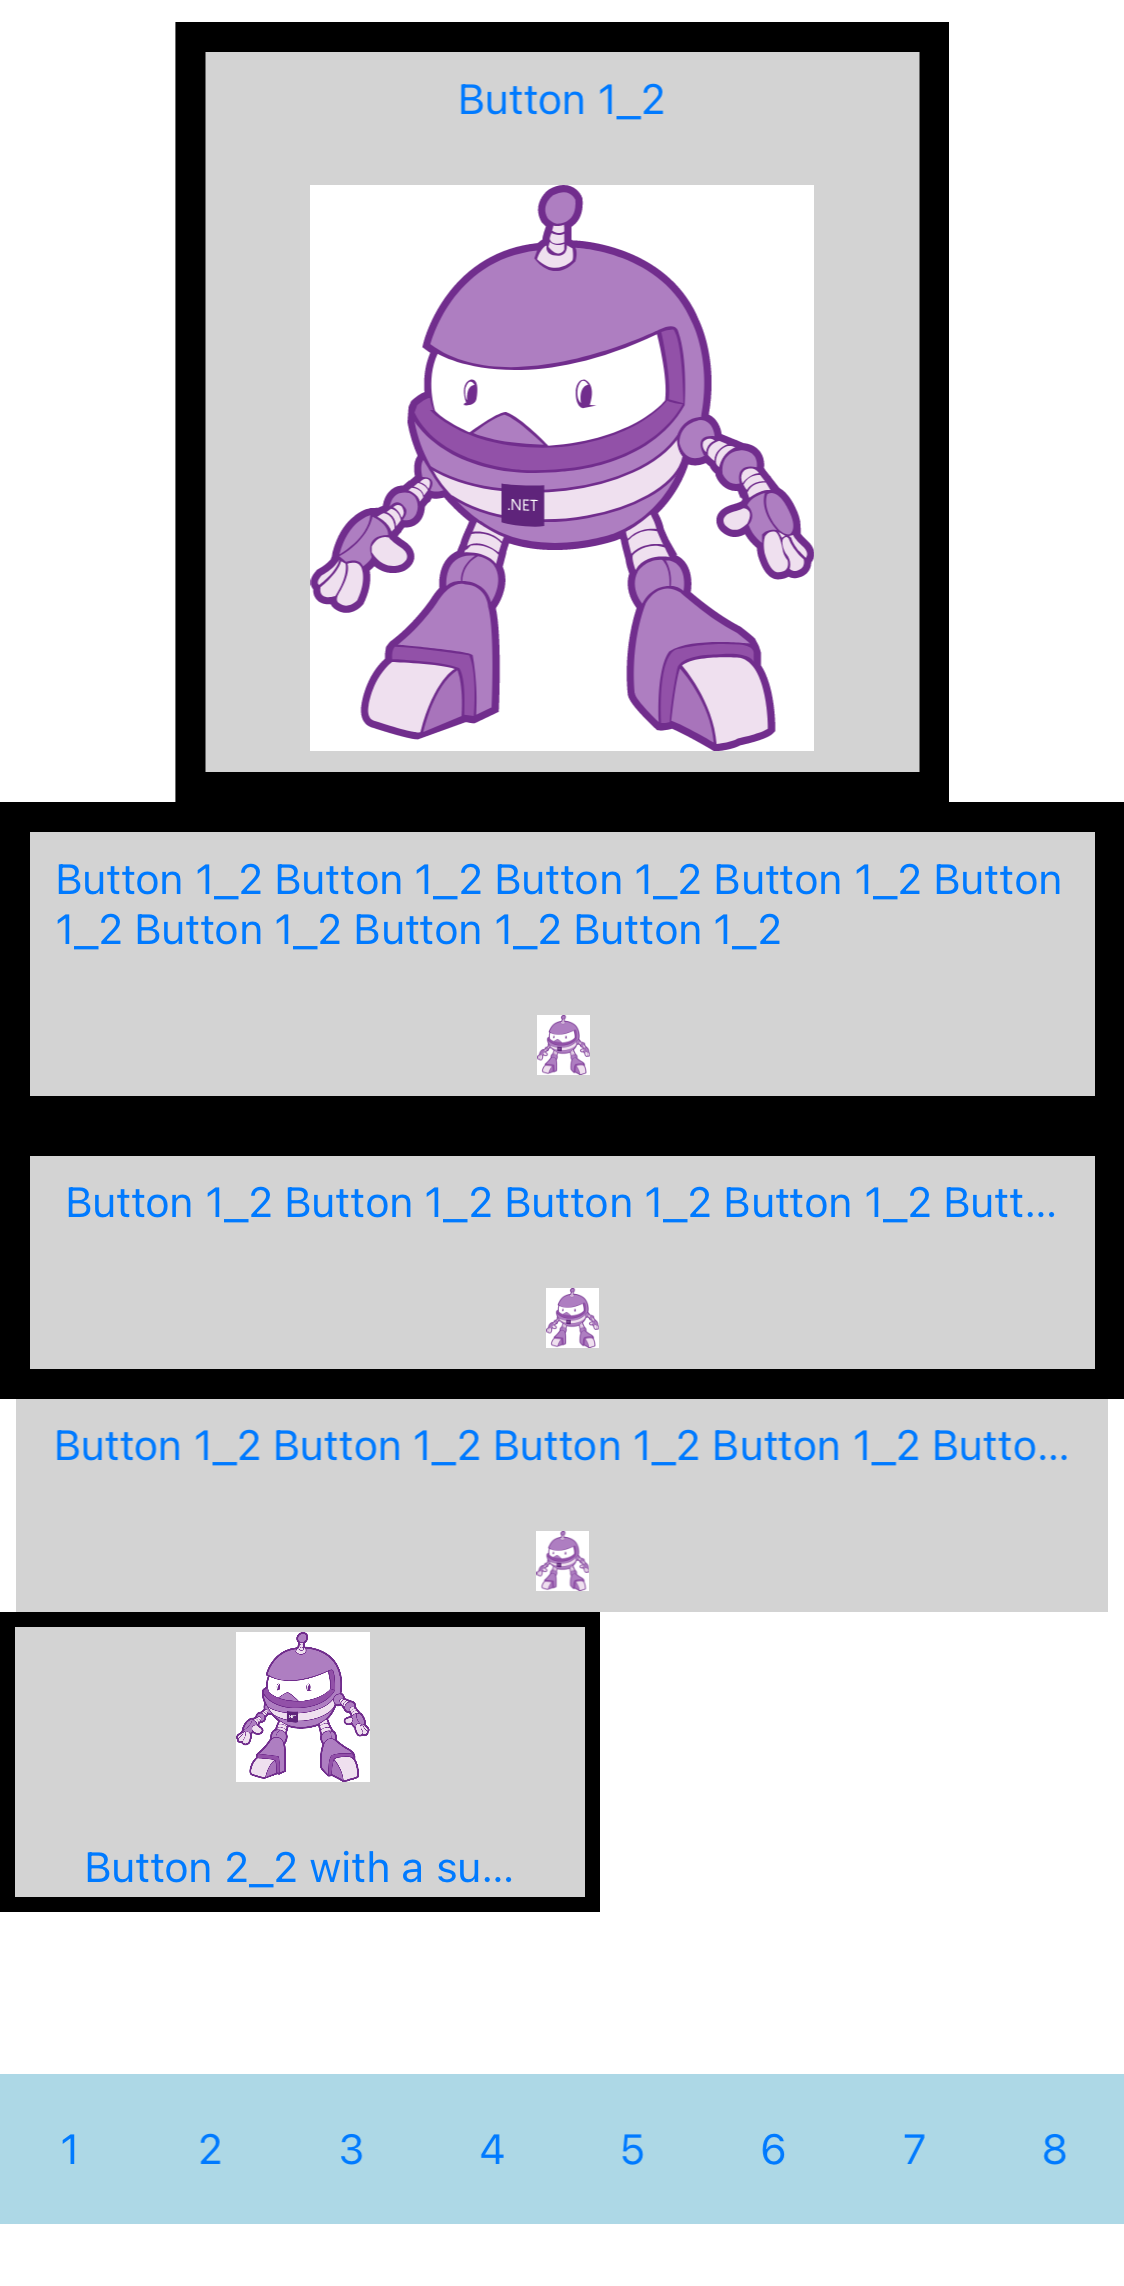 Button 1_2
.NET
Button 1_2 Button 1_2 Button 1_2 Button 1_2 Button
1_2 Button 1_2 Button 1_2 Button 1_2
Button 1_2 Button 1_2 Button 1_2 Button 1_2 Butt...
Button 1_2 Button 1_2 Button 1_2 Button 1_2 Butto...
Button 2_2 with a su...
1 2 3 4 5 6 7 8